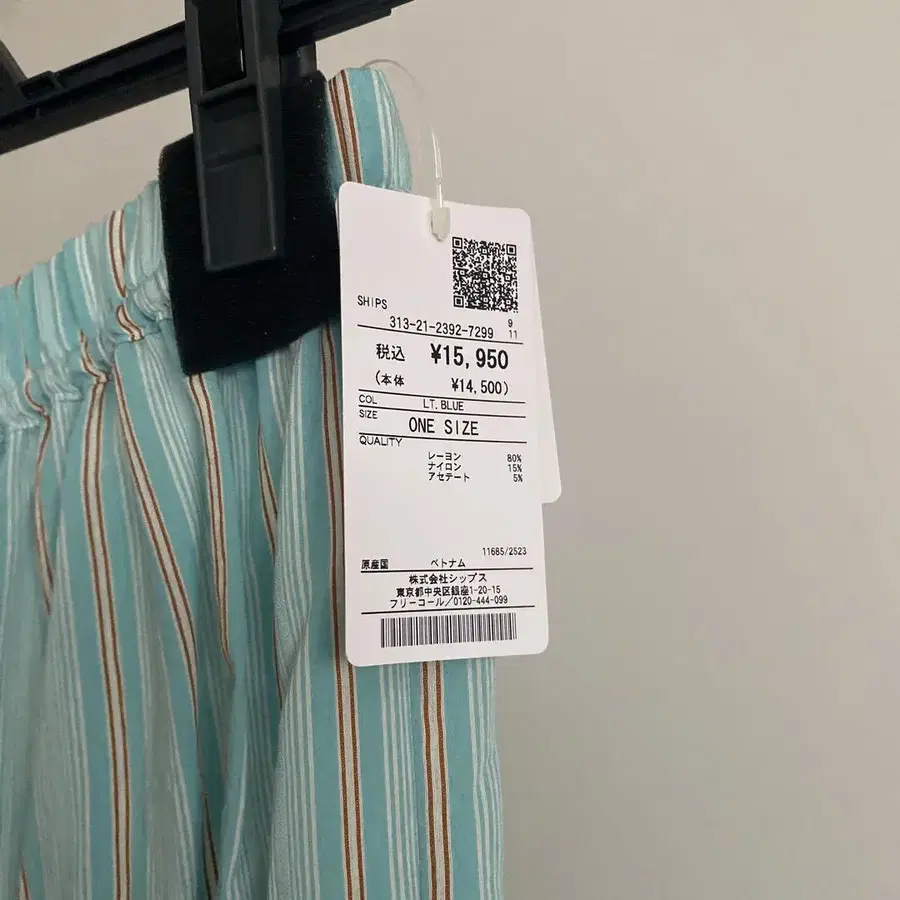 SHIPS
313-21-2392-7299 9
11
税込 ¥15,950
(本体 ¥14,500)
COL LT.BLUE
SIZE ONE SIZE
QUALITY
レーヨン 80%
ナイロン 15%
アセテート 5%
11685/2523
原産国 ベトナム
株式会社シップス
東京都中央区銀座1-20-15
フリーコール/0120-444-099